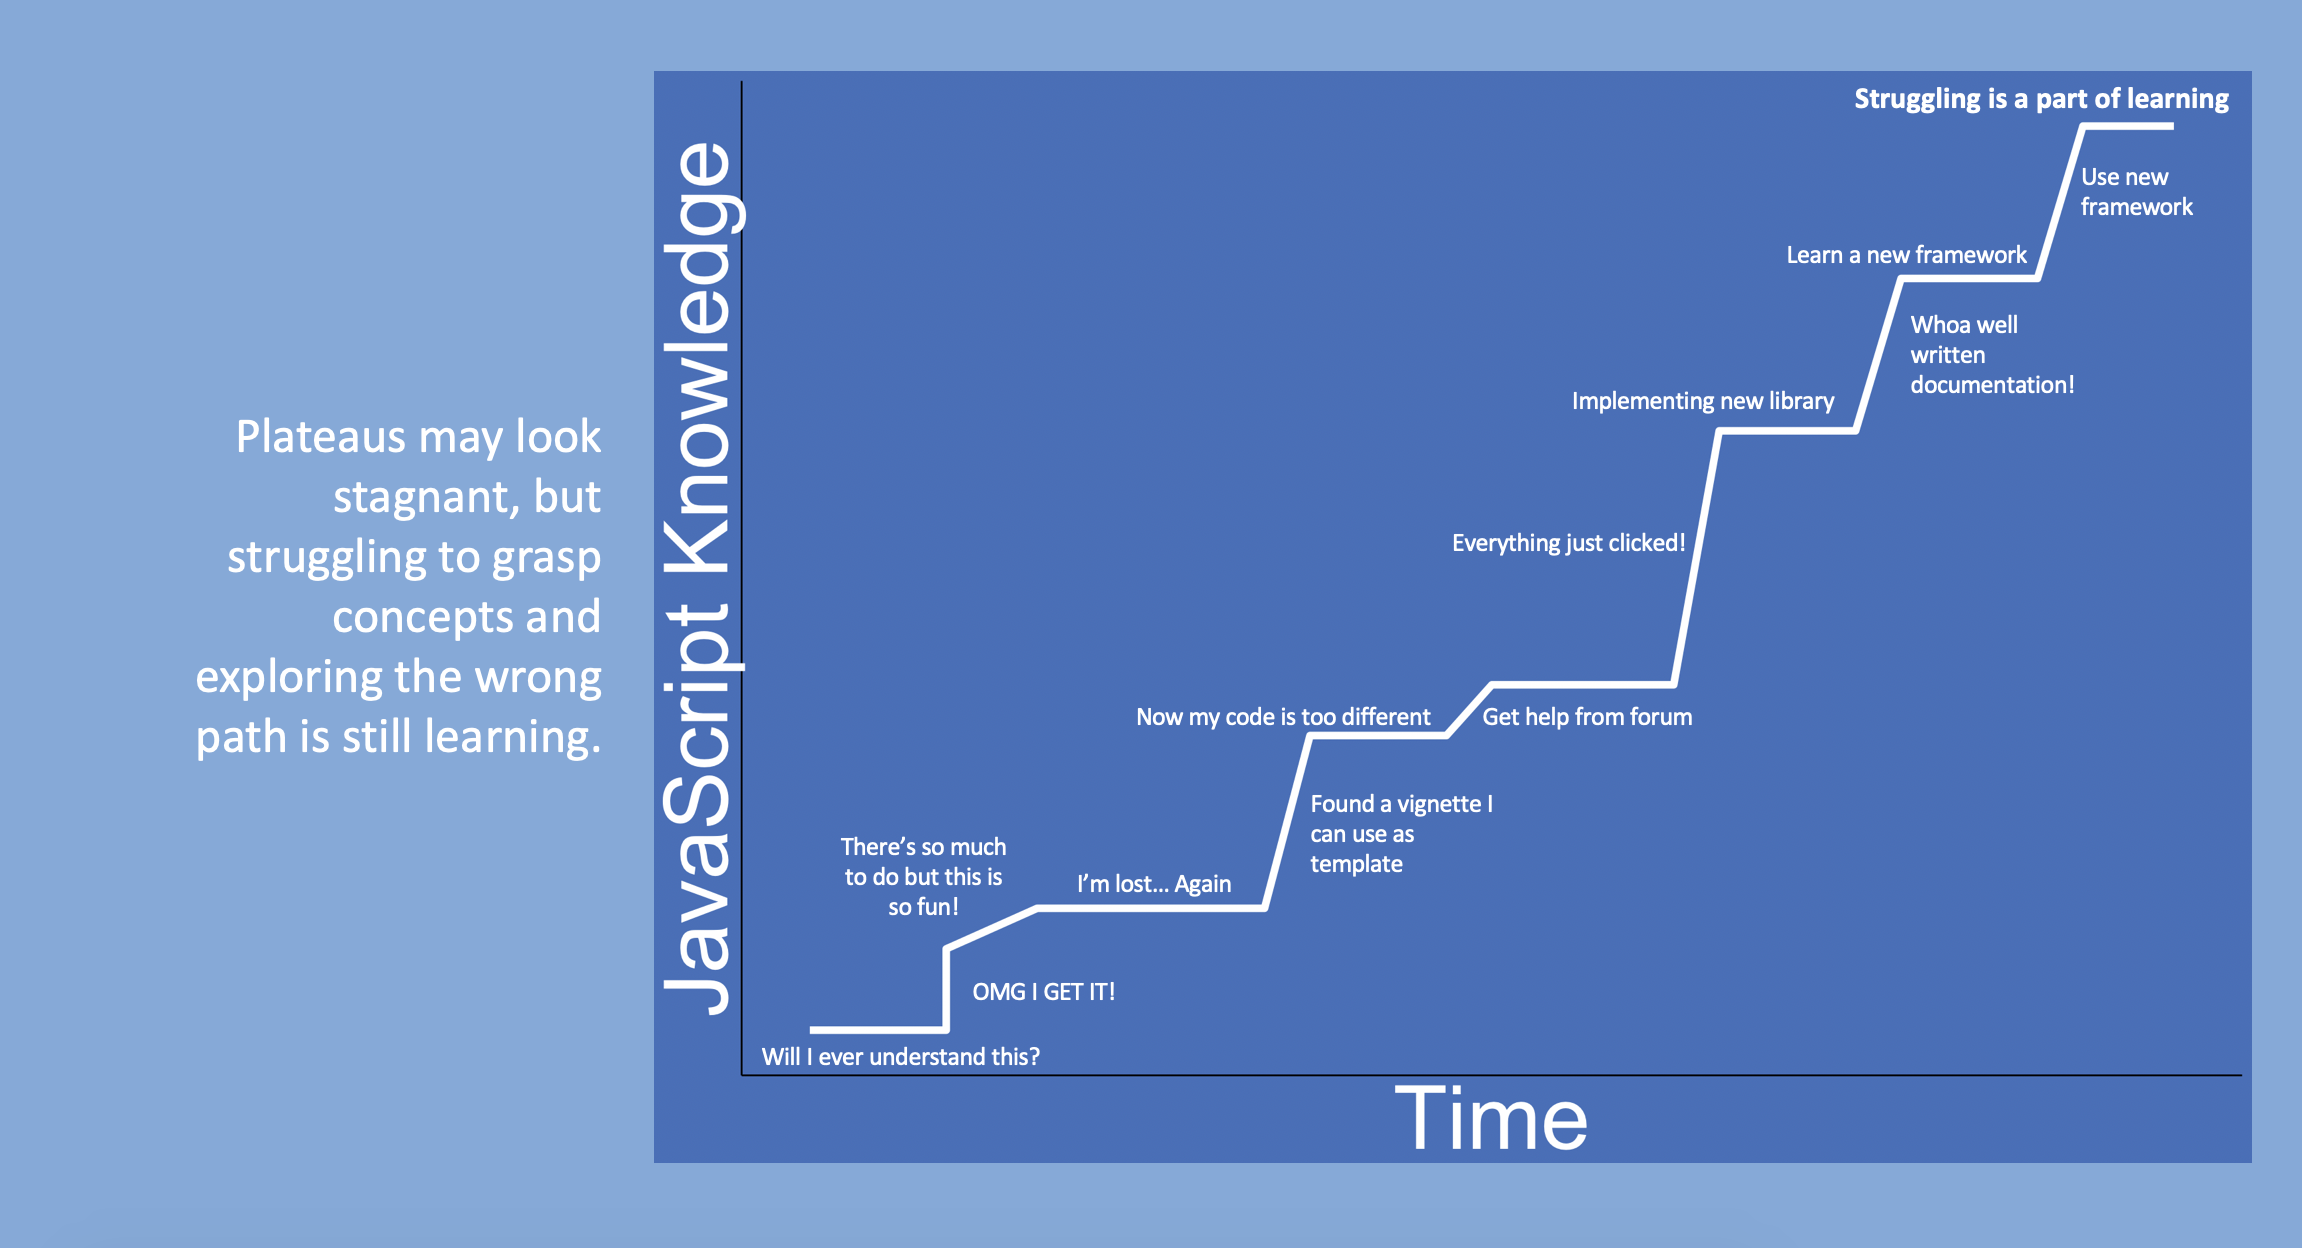 Plateaus may look
stagnant, but
struggling to grasp
concepts and
exploring the wrong
path is still learning.
JavaScript Knowledge
Struggling is a part of learning
Use new
framework
Learn a new framework
Whoa well
written
documentation!
Implementing new library
Everything just clicked!
Now my code is too different
Get help from forum
Found a vignette I
can use as
template
There’s so much
to do but this is
so fun!
I’m lost... Again
OMG I GET IT!
Will I ever understand this?
Time